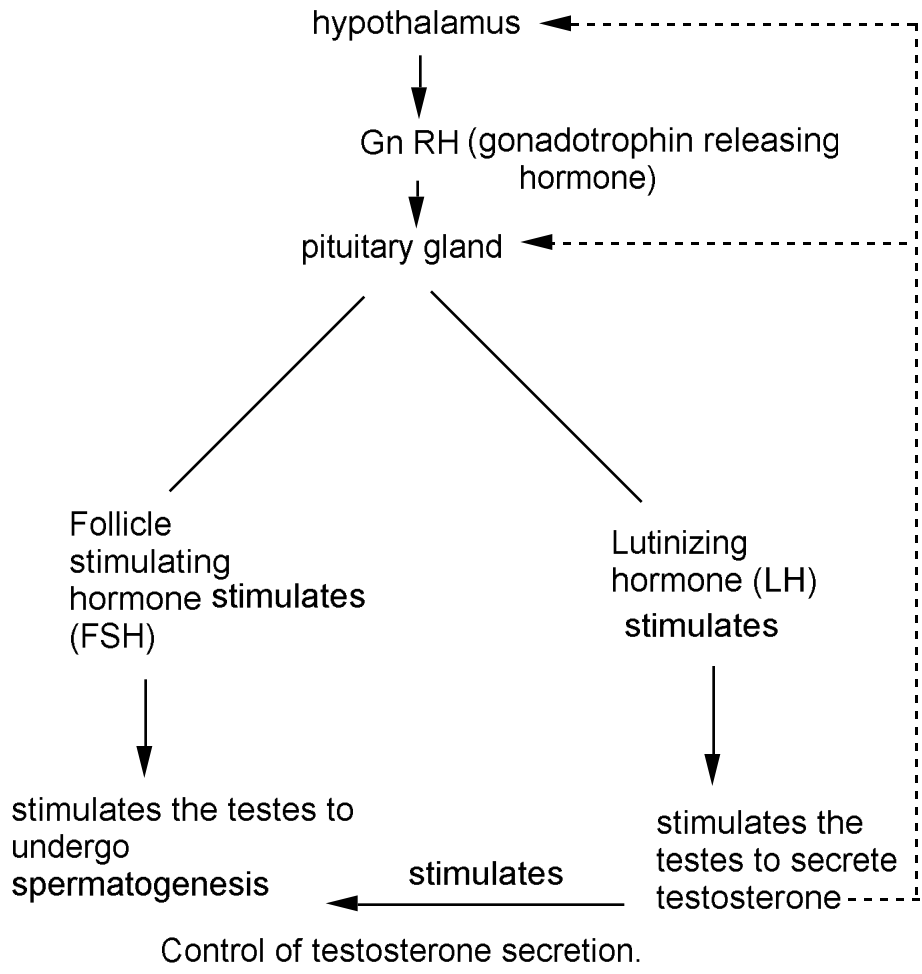 hypothalamus
Gn RH (gonadotrophin releasing
hormone)
pituitary gland
Follicle
stimulating
hormone stimulates
(FSH)
Lutinizing
hormone (LH)
stimulates
stimulates the testes to
undergo
spermatogenesis
stimulates
stimulates the
testes to secrete
testosterone
Control of testosterone secretion.